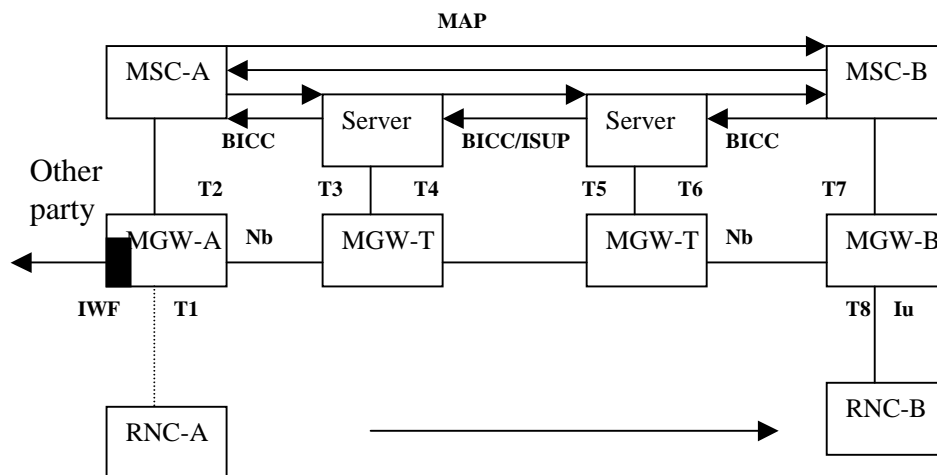 MAP
MSC-A
MSC-B
Server
Server
BICC
BICC/ISUP
BICC
Other
party
T2
T3
T4
T5
T6
T7
MGW-A
Nb
MGW-T
MGW-T
Nb
MGW-B
IWF
T1
T8
Iu
RNC-A
RNC-B